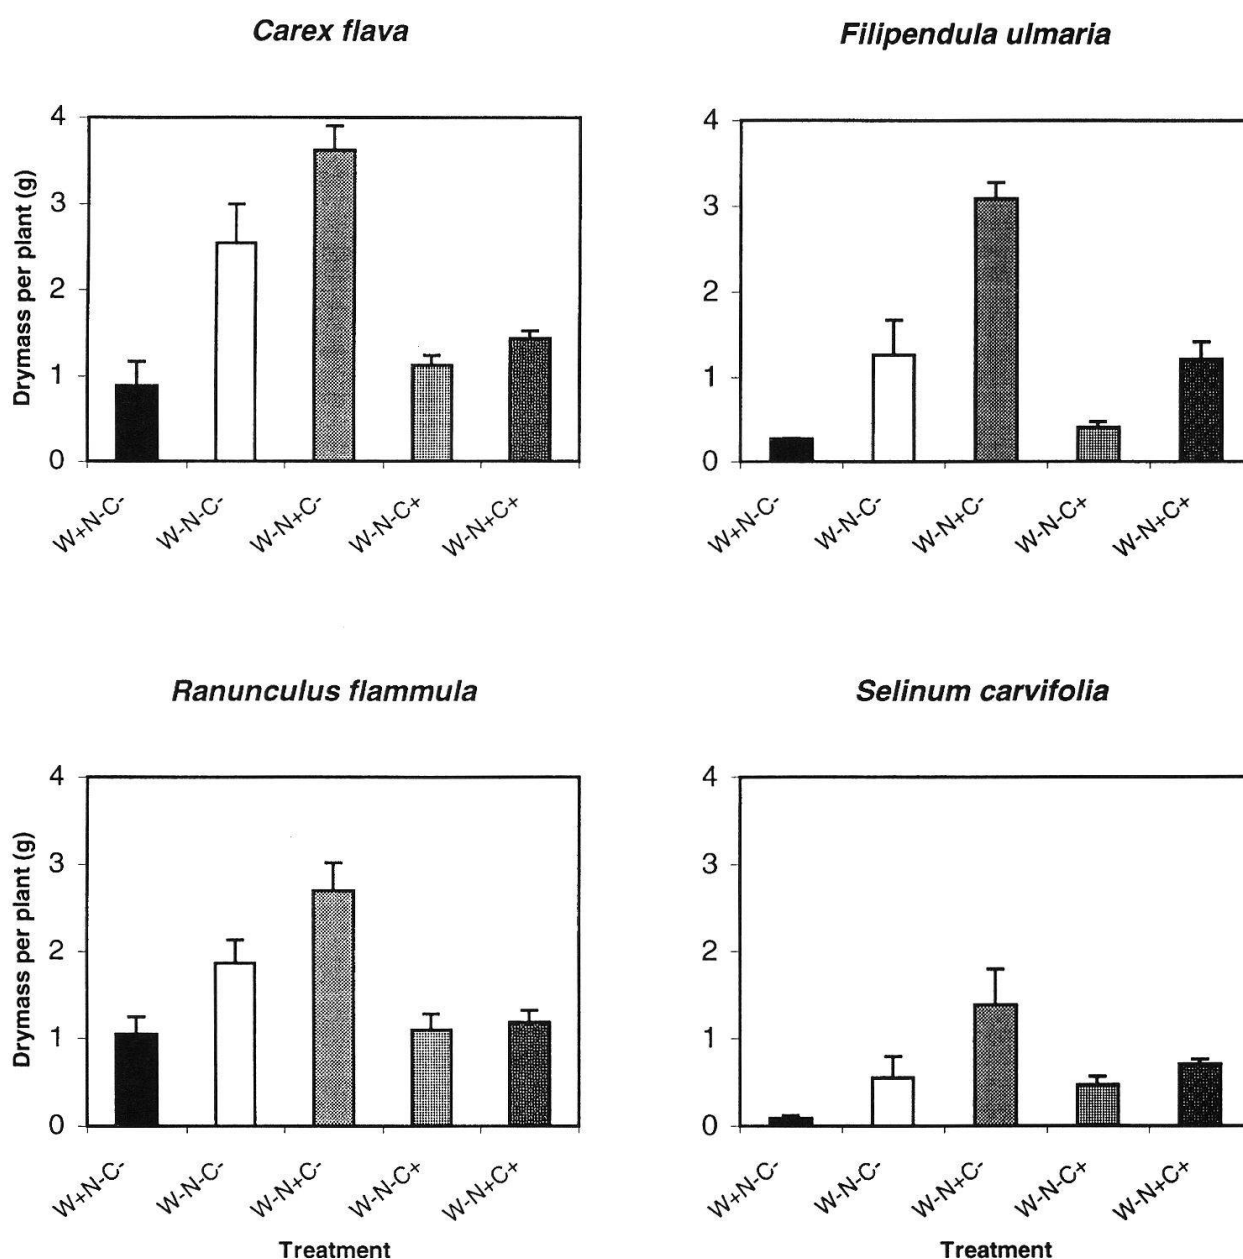 Carex flava
Drymass per plant (g)
4
3
2
1
0
W+N-C-
W-N-C-
W-N+C-
W-N-C+
W-N+C+
Filipendula ulmaria
4
3
2
1
0
W+N-C-
W-N-C-
W-N+C-
W-N-C+
W-N+C+
Ranunculus flammula
Drymass per plant (g)
4
3
2
1
0
W+N-C-
W-N-C-
W-N+C-
W-N-C+
W-N+C+
Treatment
Selinum carvifolia
4
3
2
1
0
W+N-C-
W-N-C-
W-N+C-
W-N-C+
W-N+C+
Treatment